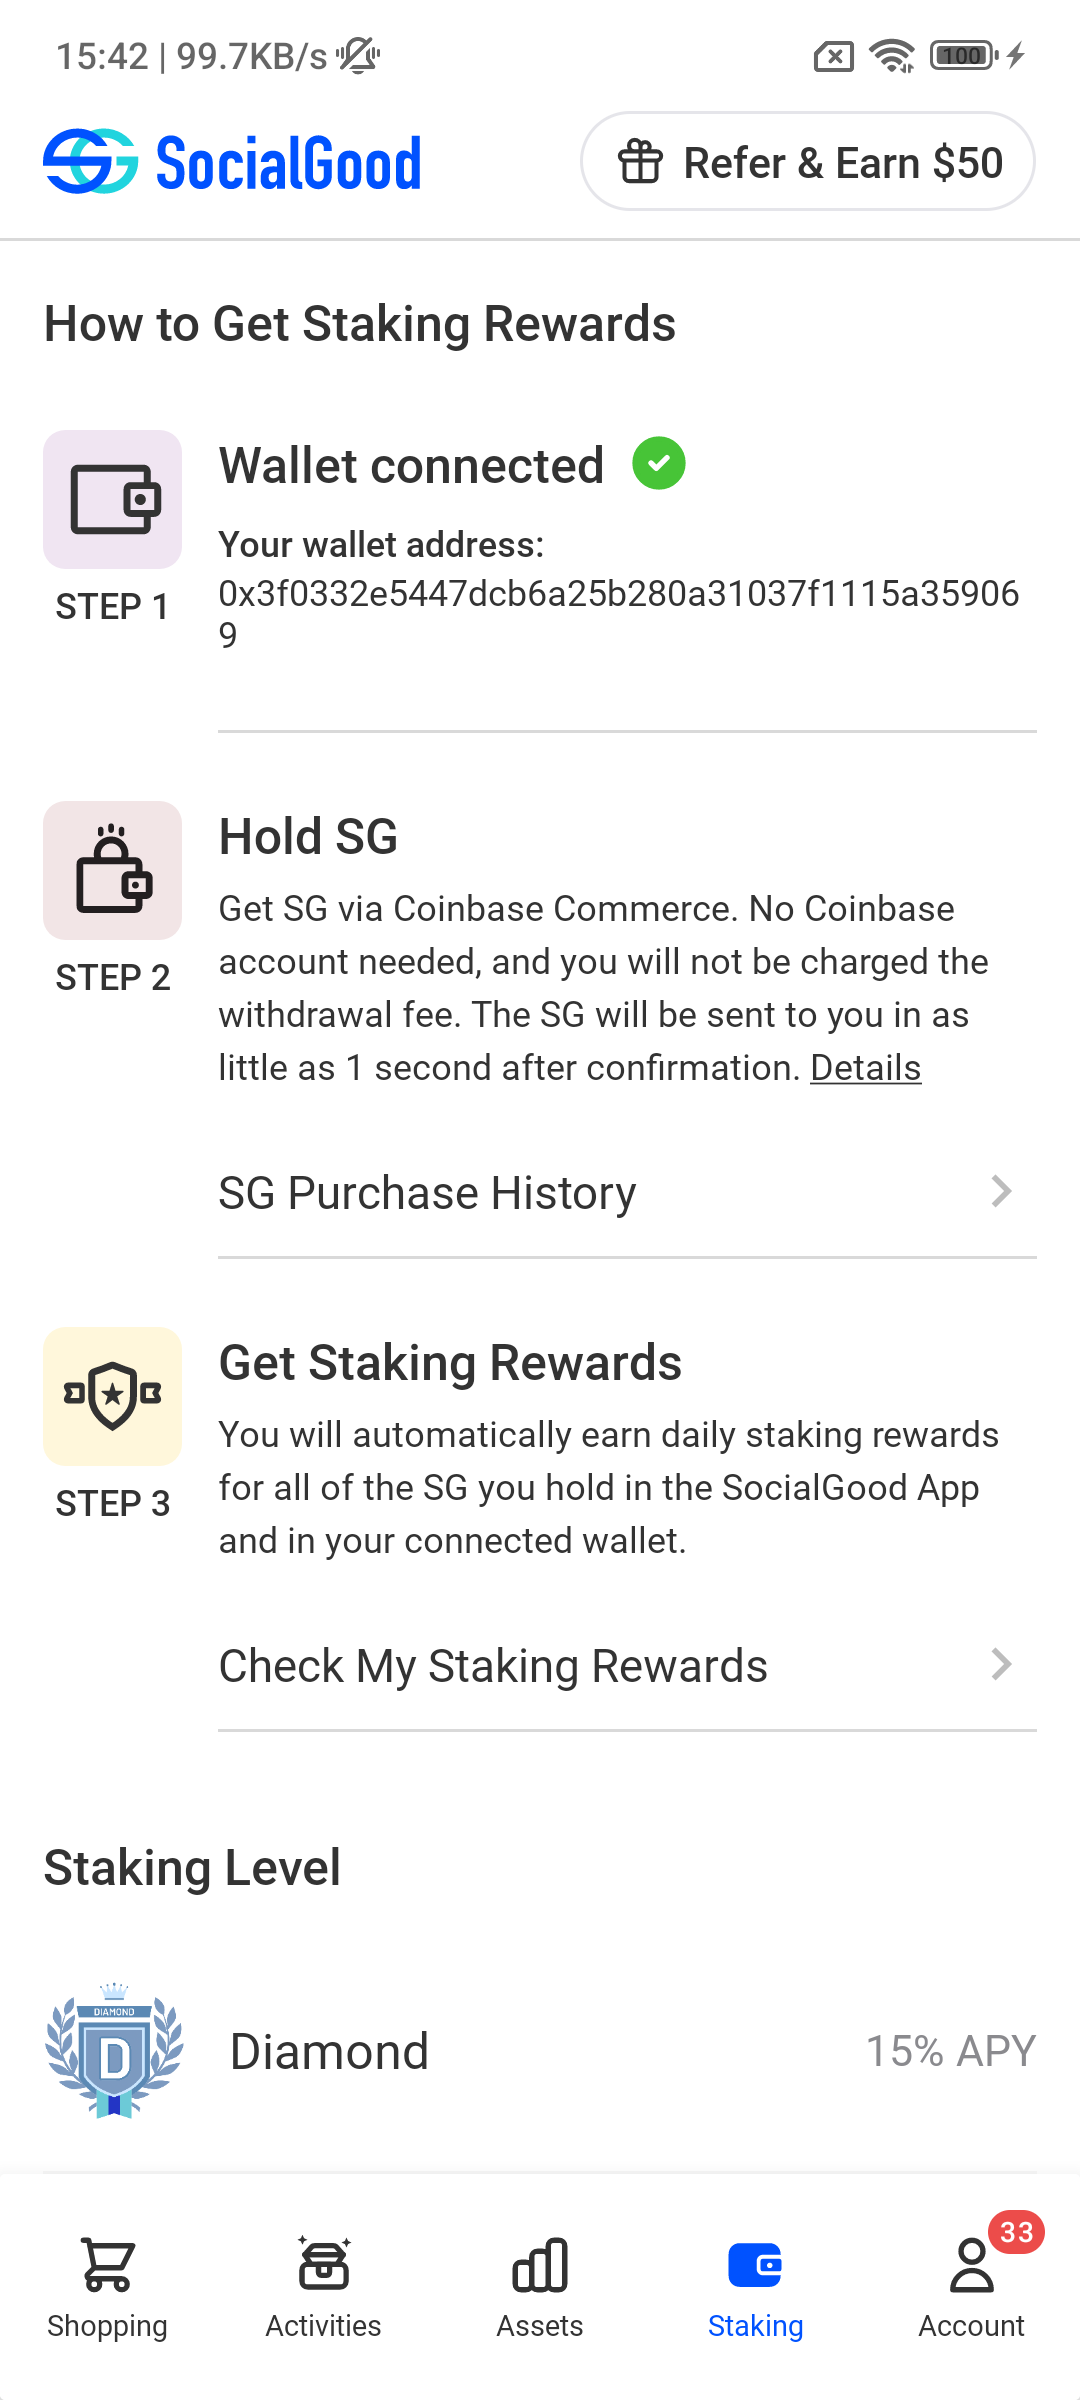 15:42 | 99.7KB/s
100
SocialGood
Refer & Earn $50
How to Get Staking Rewards
Wallet connected
Your wallet address:
0x3f0332e5447dcb6a25b280a31037f1115a35906
9
STEP 1
Hold SG
Get SG via Coinbase Commerce. No Coinbase
account needed, and you will not be charged the
withdrawal fee. The SG will be sent to you in as
little as 1 second after confirmation. Details
STEP 2
SG Purchase History
Get Staking Rewards
You will automatically earn daily staking rewards
for all of the SG you hold in the SocialGood App
and in your connected wallet.
STEP 3
Check My Staking Rewards
Staking Level
DIAMOND
D
Diamond
15% APY
33
Shopping
Activities
Assets
Staking
Account